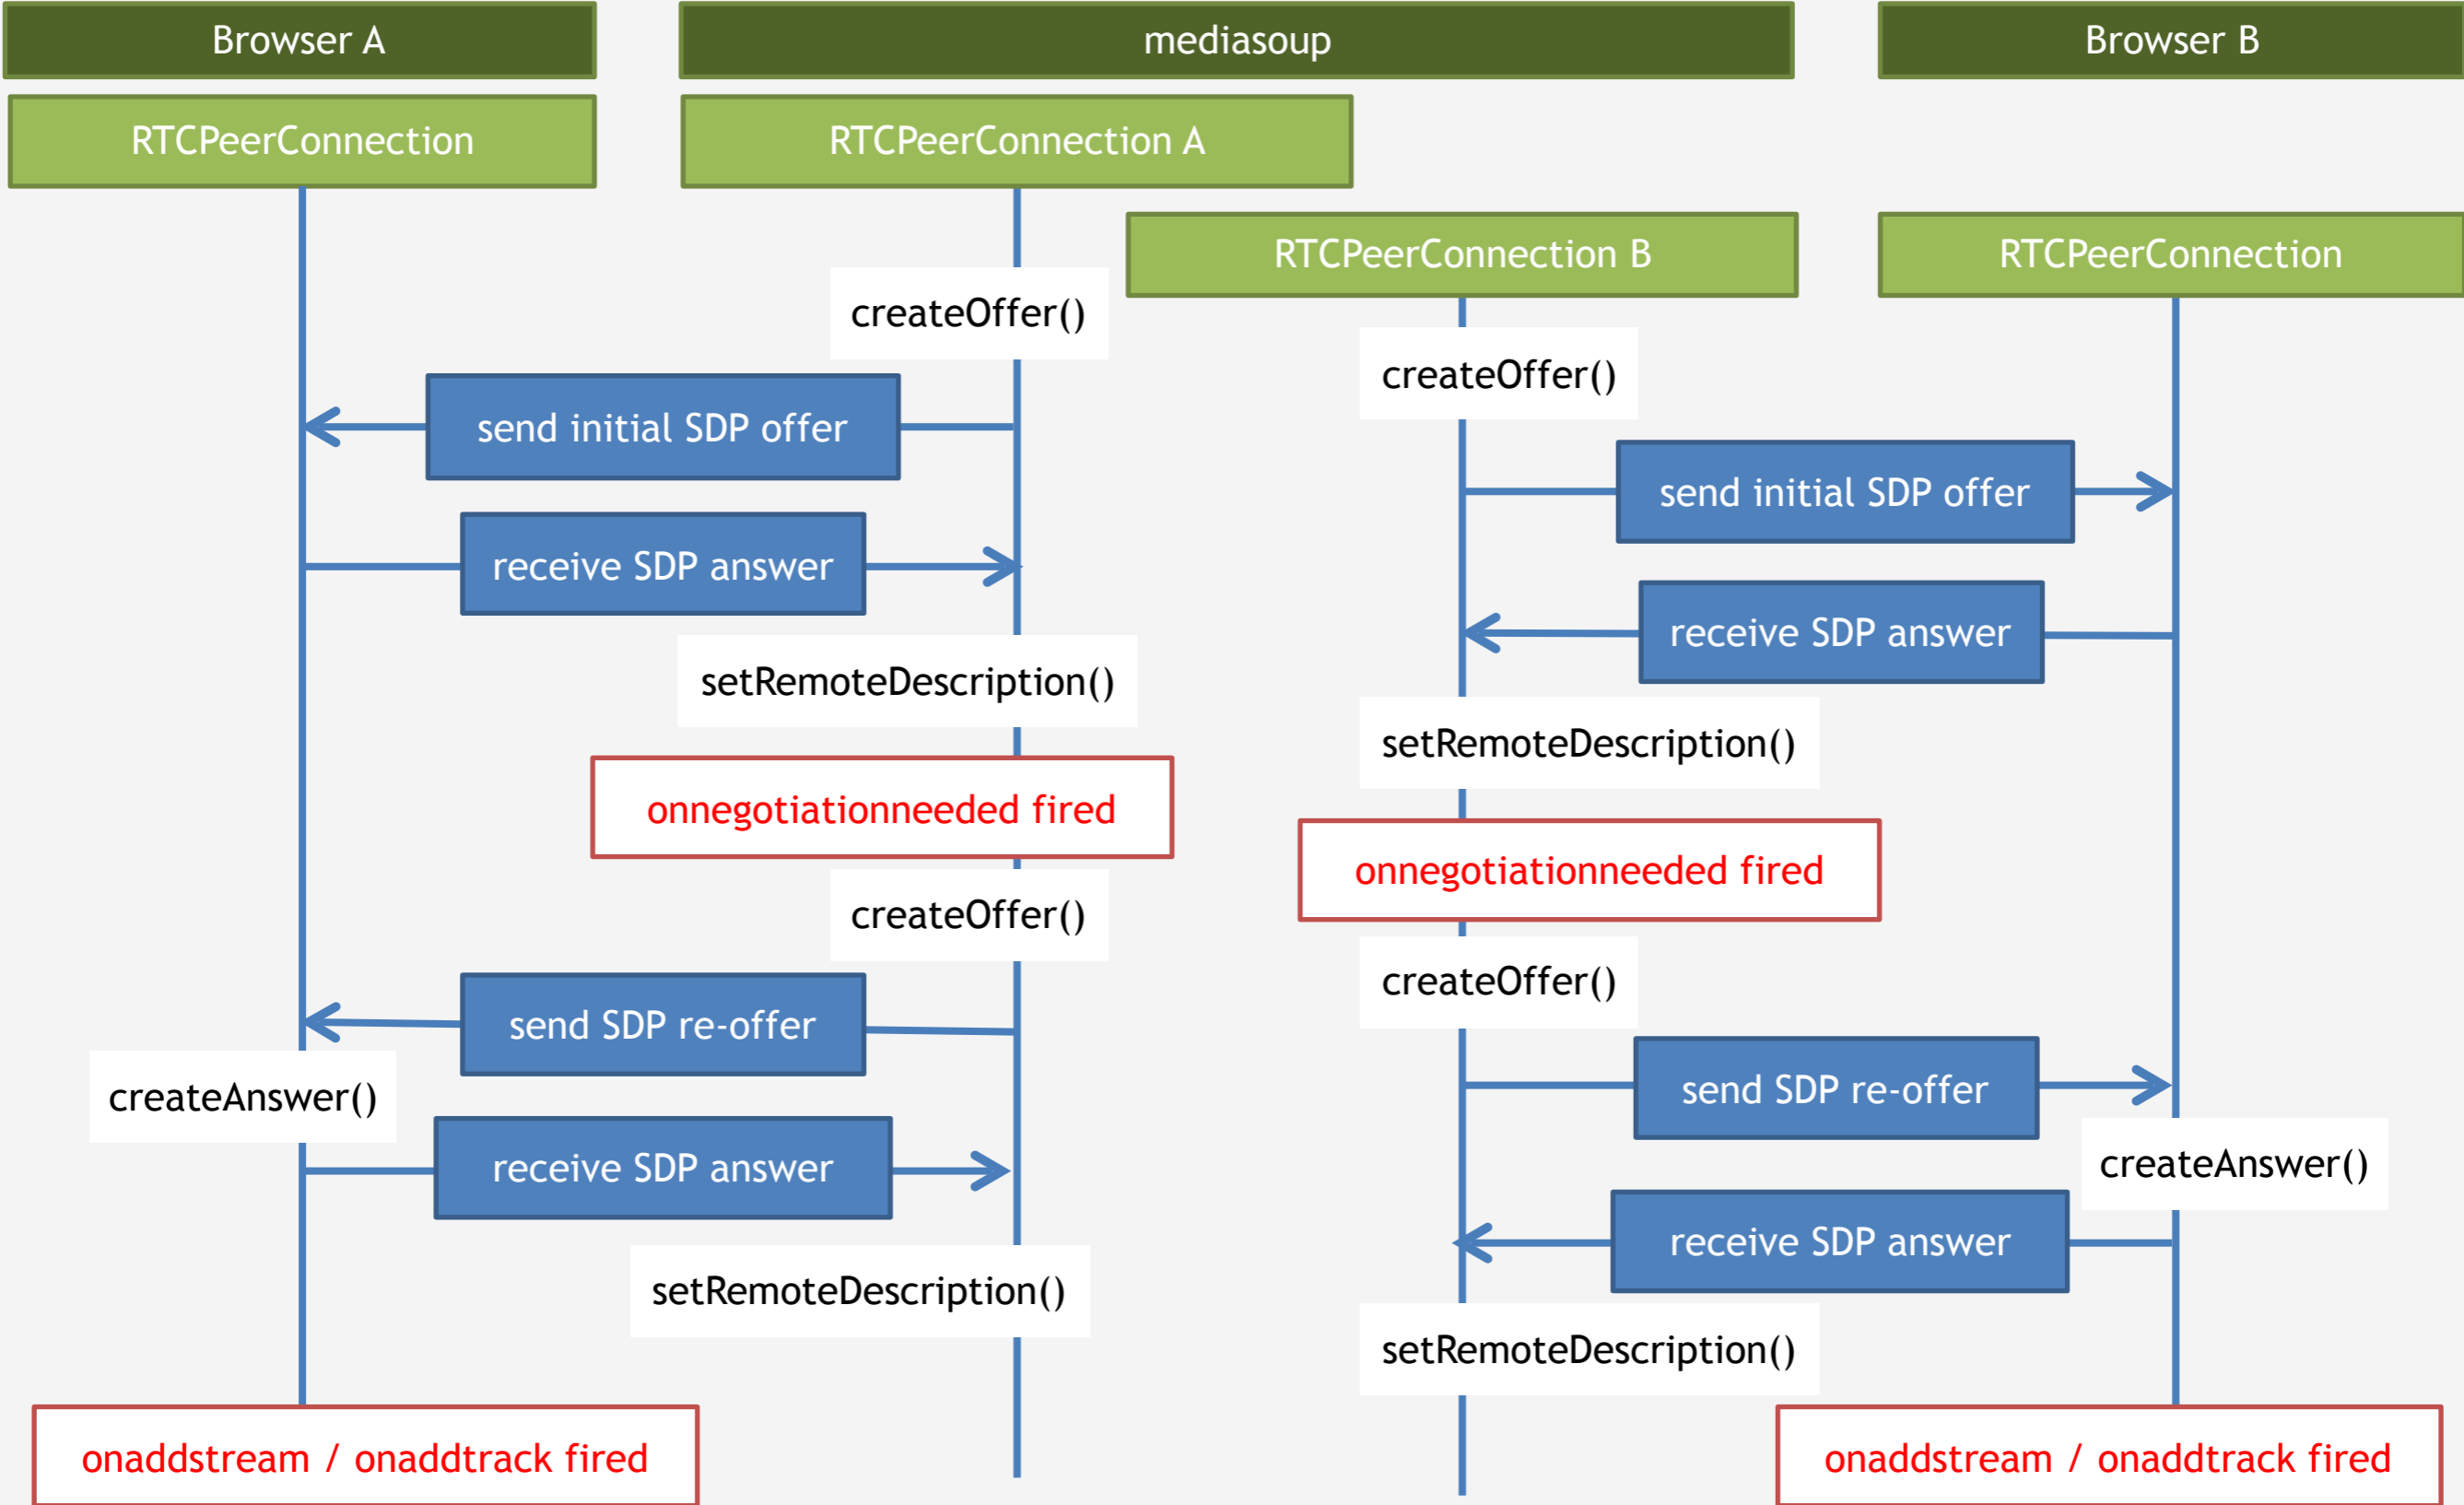 Browser A
mediasoup
Browser B
RTCPeerConnection
RTCPeerConnection A
RTCPeerConnection B
RTCPeerConnection
createOffer()
createOffer()
send initial SDP offer
send initial SDP offer
receive SDP answer
receive SDP answer
setRemoteDescription()
setRemoteDescription()
onnegotiationneeded fired
onnegotiationneeded fired
createOffer()
createOffer()
send SDP re-offer
send SDP re-offer
createAnswer()
createAnswer()
receive SDP answer
receive SDP answer
setRemoteDescription()
setRemoteDescription()
onaddstream / onaddtrack fired
onaddstream / onaddtrack fired